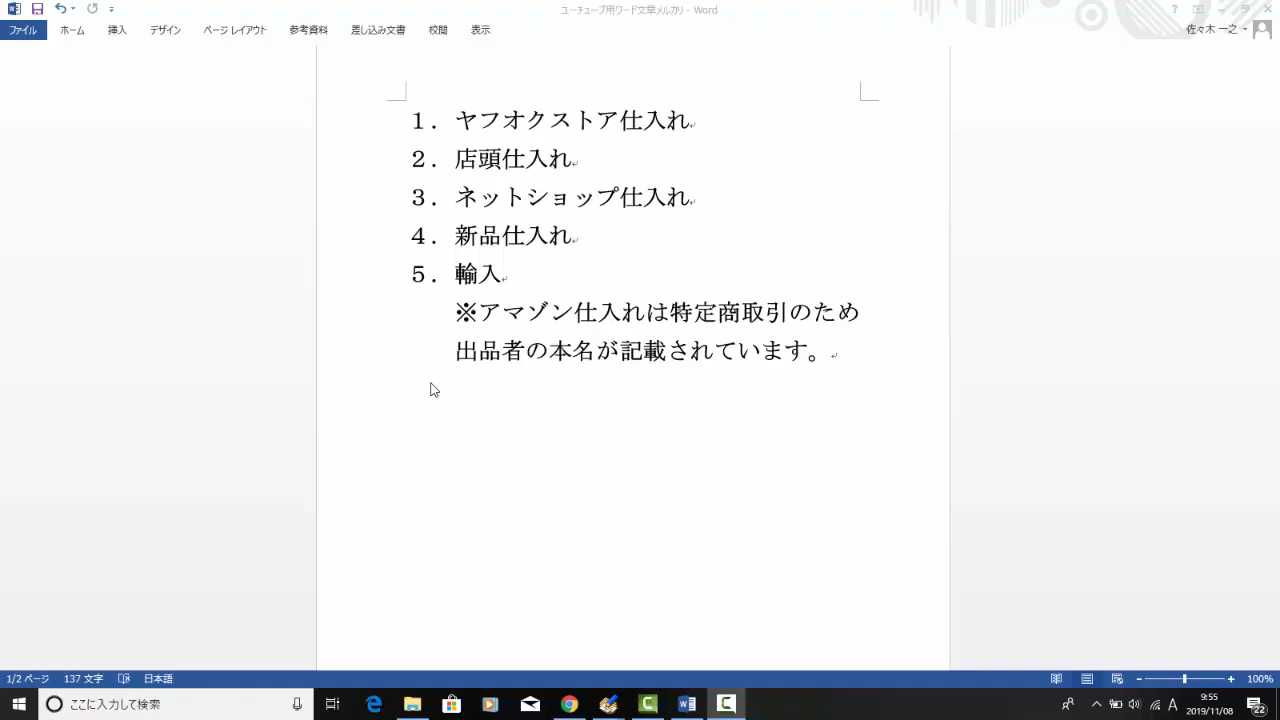 ユーチューブ用ワード文章メルカリ - Word
ファイル ホーム 挿入 デザイン ページ レイアウト 参考資料 差し込み文書 校閲 表示 佐々木 一之
１．ヤフオクストア仕入れ
２．店頭仕入れ
３．ネットショップ仕入れ
４．新品仕入れ
５．輸入
※アマゾン仕入れは特定商取引のため
出品者の本名が記載されています。
1/2 ページ 137 文字 日本語 100%
ここに入力して検索
A
9:55
2019/11/08
22